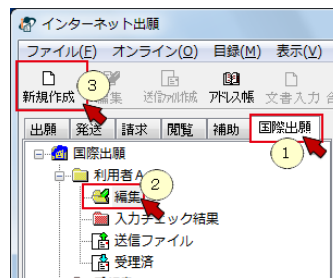 インターネット出願
ファイル(F) オンライン(O) 目録(M) 表示(V)
新規作成 3 編集 送信ファイル作成 アドレス帳 文書入力
出願 発送 請求 閲覧 補助 国際出願
1
国際出願
利用者A
編集 2
入力チェック結果
送信ファイル
受理済